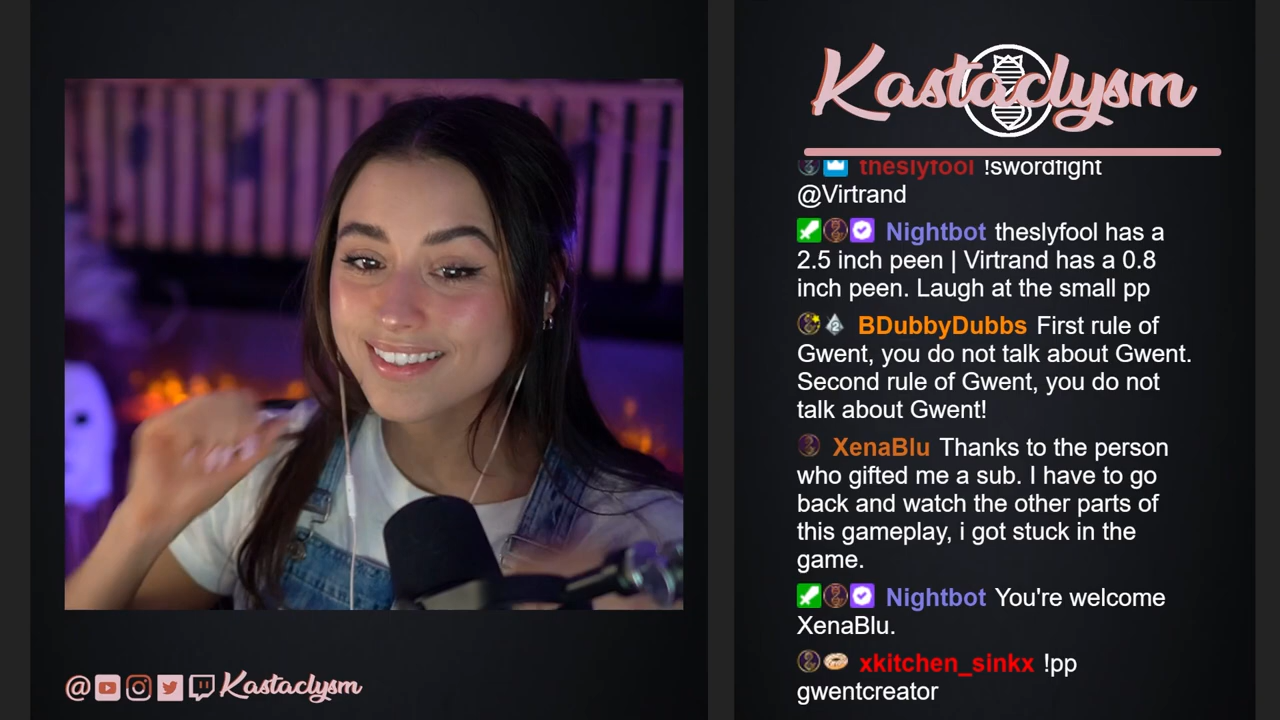 Kastaclysm
theslyfool !swordfight
@Virtrand
Nightbot theslyfool has a
2.5 inch peen | Virtrand has a 0.8
inch peen. Laugh at the small pp
2
BDubbyDubbs First rule of
Gwent, you do not talk about Gwent.
Second rule of Gwent, you do not
talk about Gwent!
XenaBlu Thanks to the person
who gifted me a sub. I have to go
back and watch the other parts of
this gameplay, i got stuck in the
game.
Nightbot You're welcome
XenaBlu.
xkitchen_sinkx !pp
gwentcreator
@ Kastaclysm